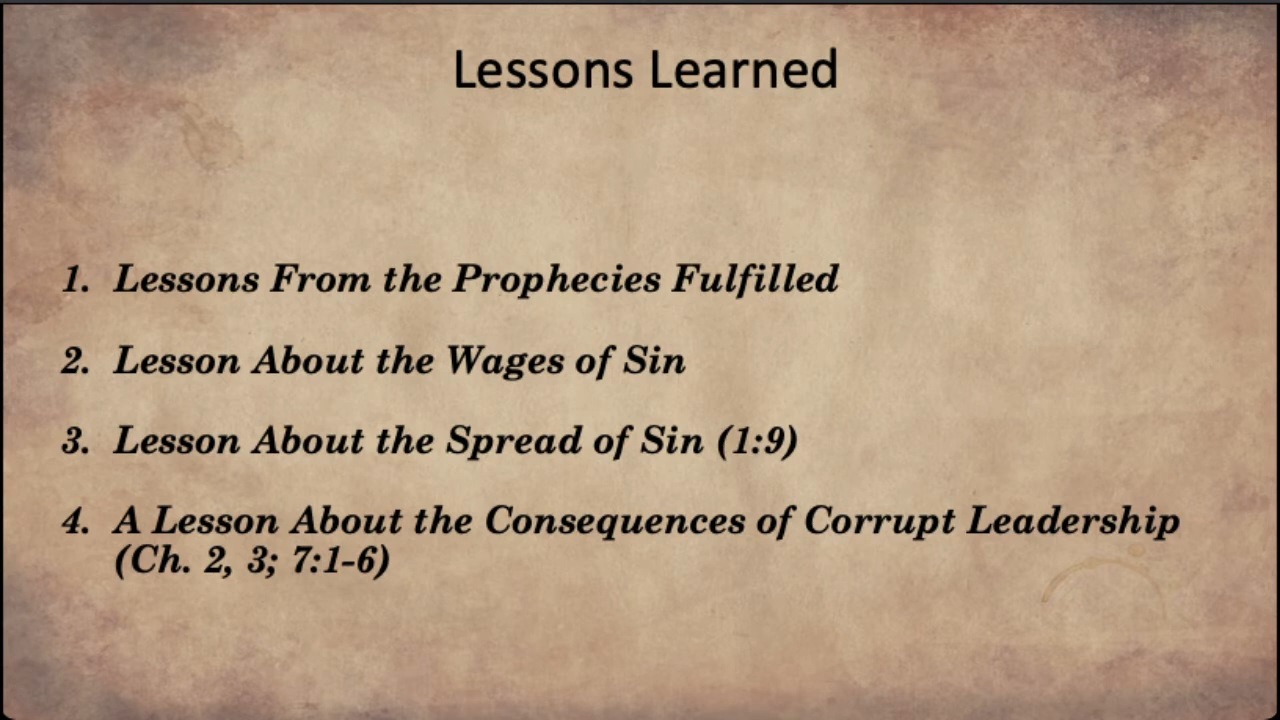 Lessons Learned
1. Lessons From the Prophecies Fulfilled
2. Lesson About the Wages of Sin
3. Lesson About the Spread of Sin (1:9)
4. A Lesson About the Consequences of Corrupt Leadership
(Ch. 2, 3; 7:1-6)